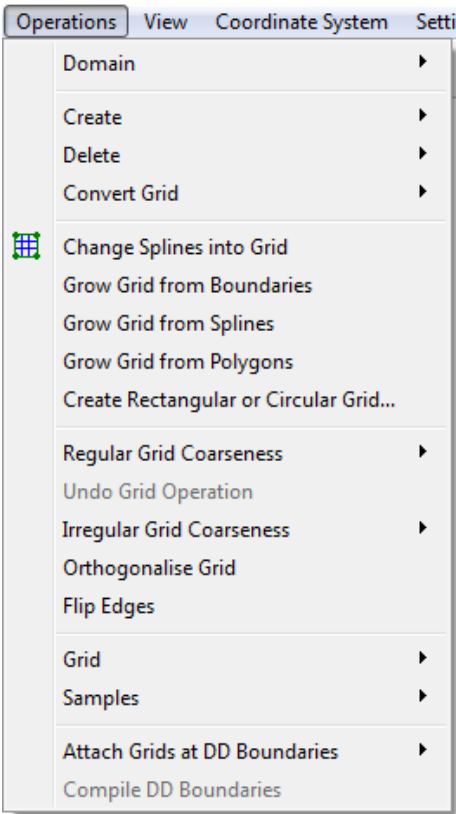 Operations View Coordinate System Setti
Domain
Create
Delete
Convert Grid
Change Splines into Grid
Grow Grid from Boundaries
Grow Grid from Splines
Grow Grid from Polygons
Create Rectangular or Circular Grid...
Regular Grid Coarseness
Undo Grid Operation
Irregular Grid Coarseness
Orthogonalise Grid
Flip Edges
Grid
Samples
Attach Grids at DD Boundaries
Compile DD Boundaries